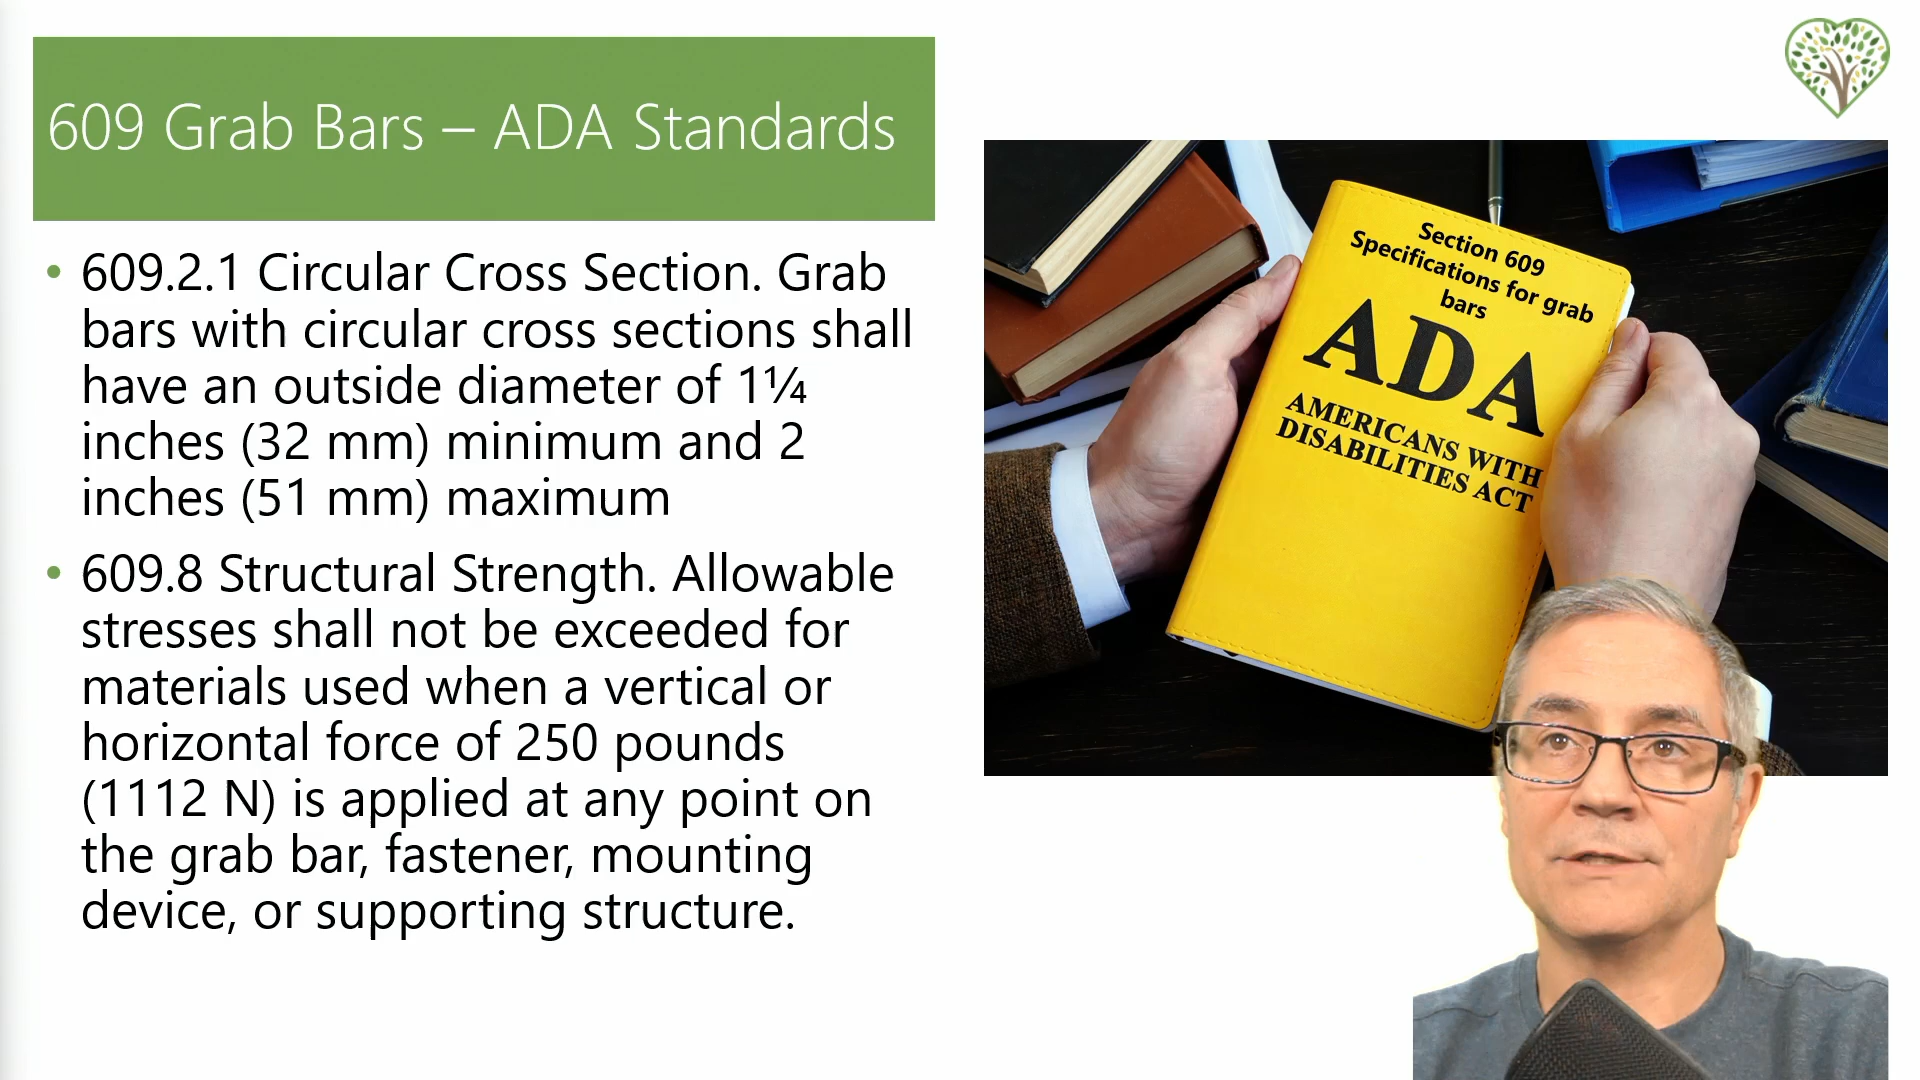 609 Grab Bars – ADA Standards
• 609.2.1 Circular Cross Section. Grab
bars with circular cross sections shall
have an outside diameter of 1¼
inches (32 mm) minimum and 2
inches (51 mm) maximum
• 609.8 Structural Strength. Allowable
stresses shall not be exceeded for
materials used when a vertical or
horizontal force of 250 pounds
(1112 N) is applied at any point on
the grab bar, fastener, mounting
device, or supporting structure.
Section 609
Specifications for grab
bars
ADA
AMERICANS WITH
DISABILITIES ACT